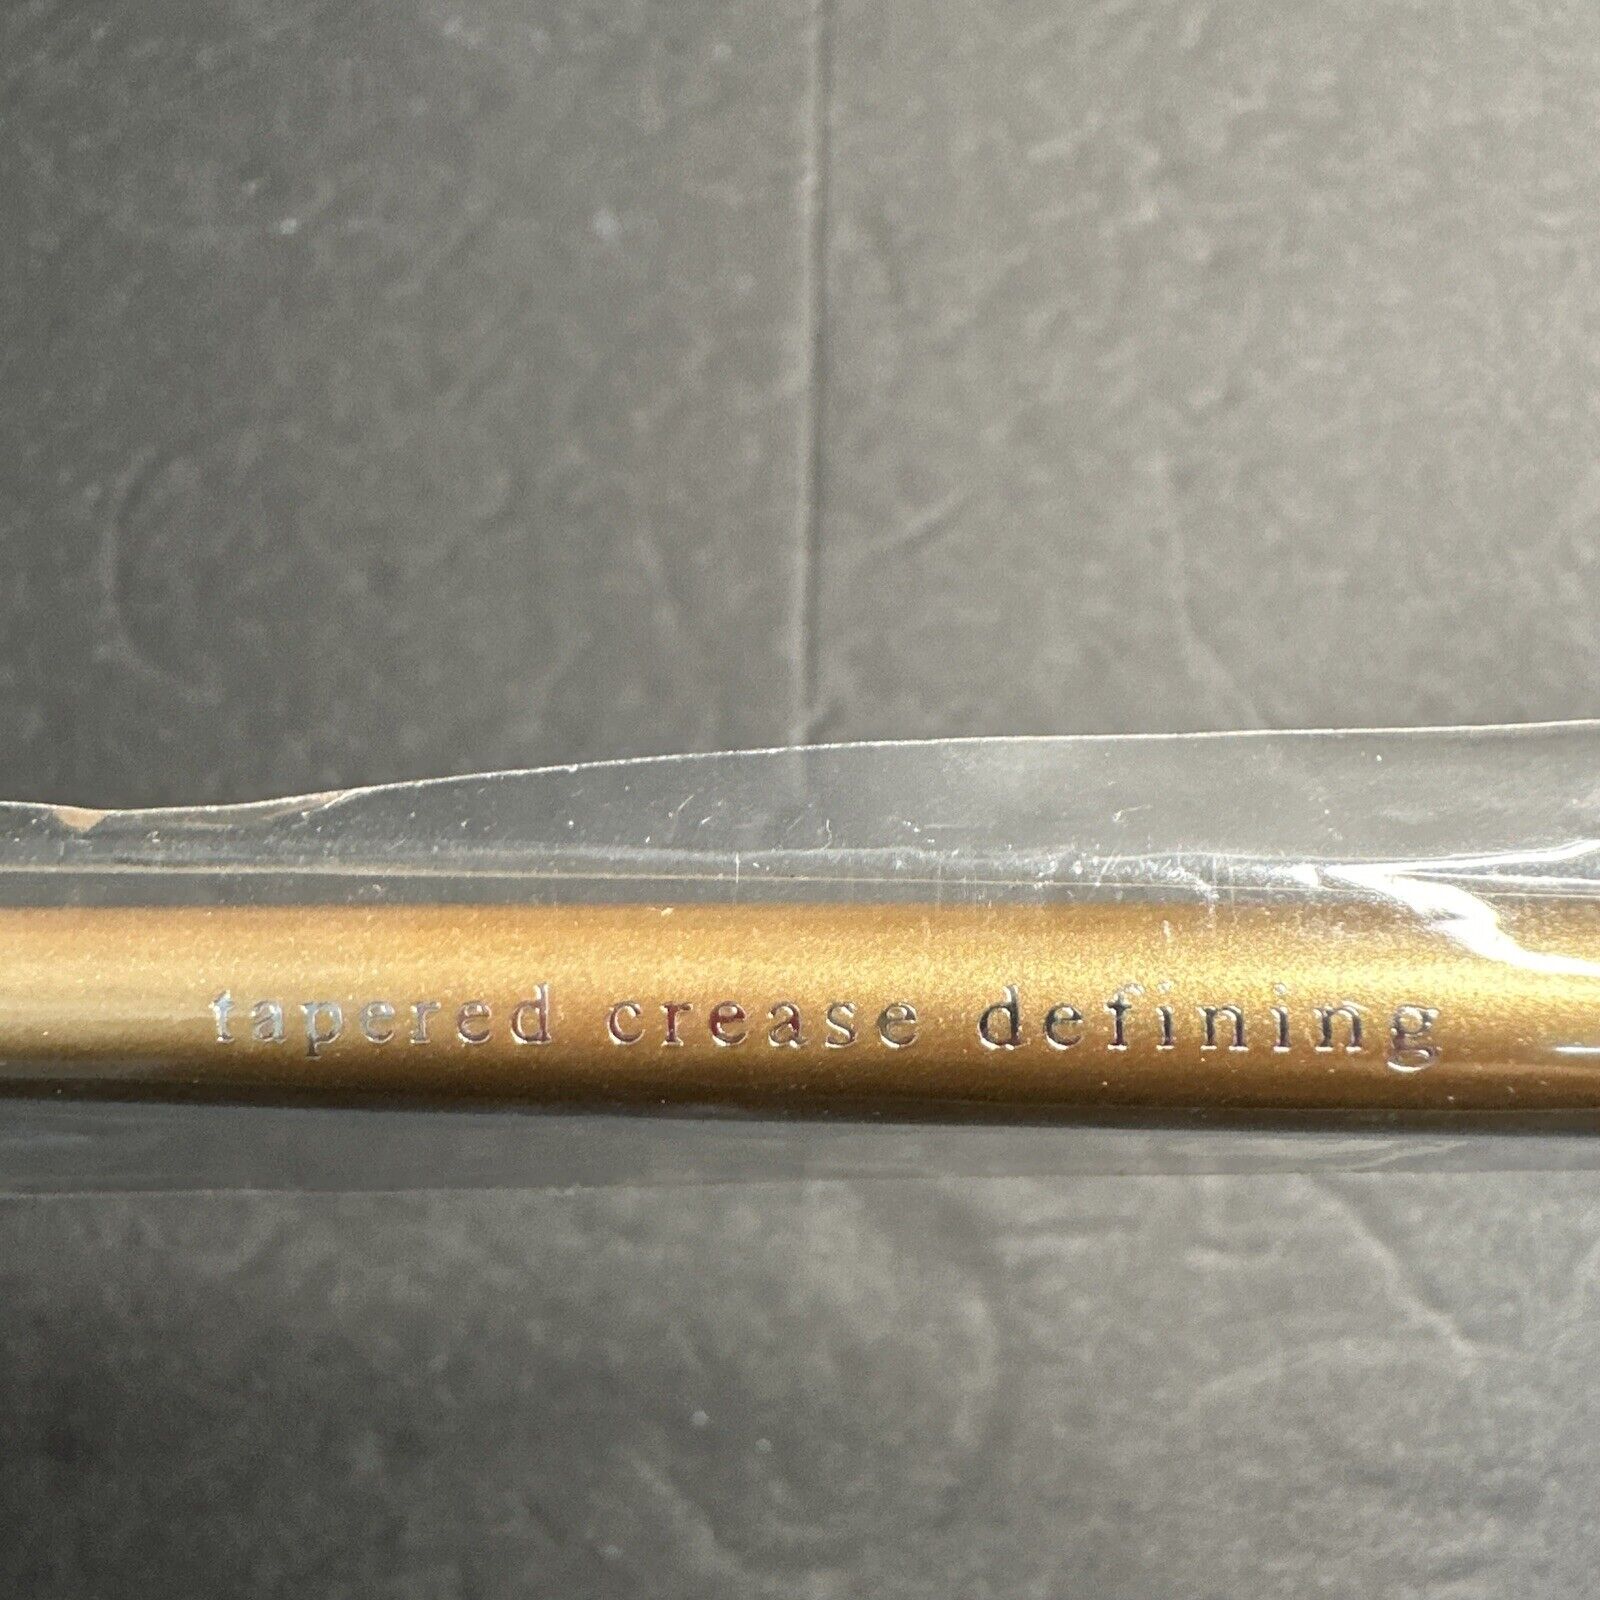 tapered crease defining